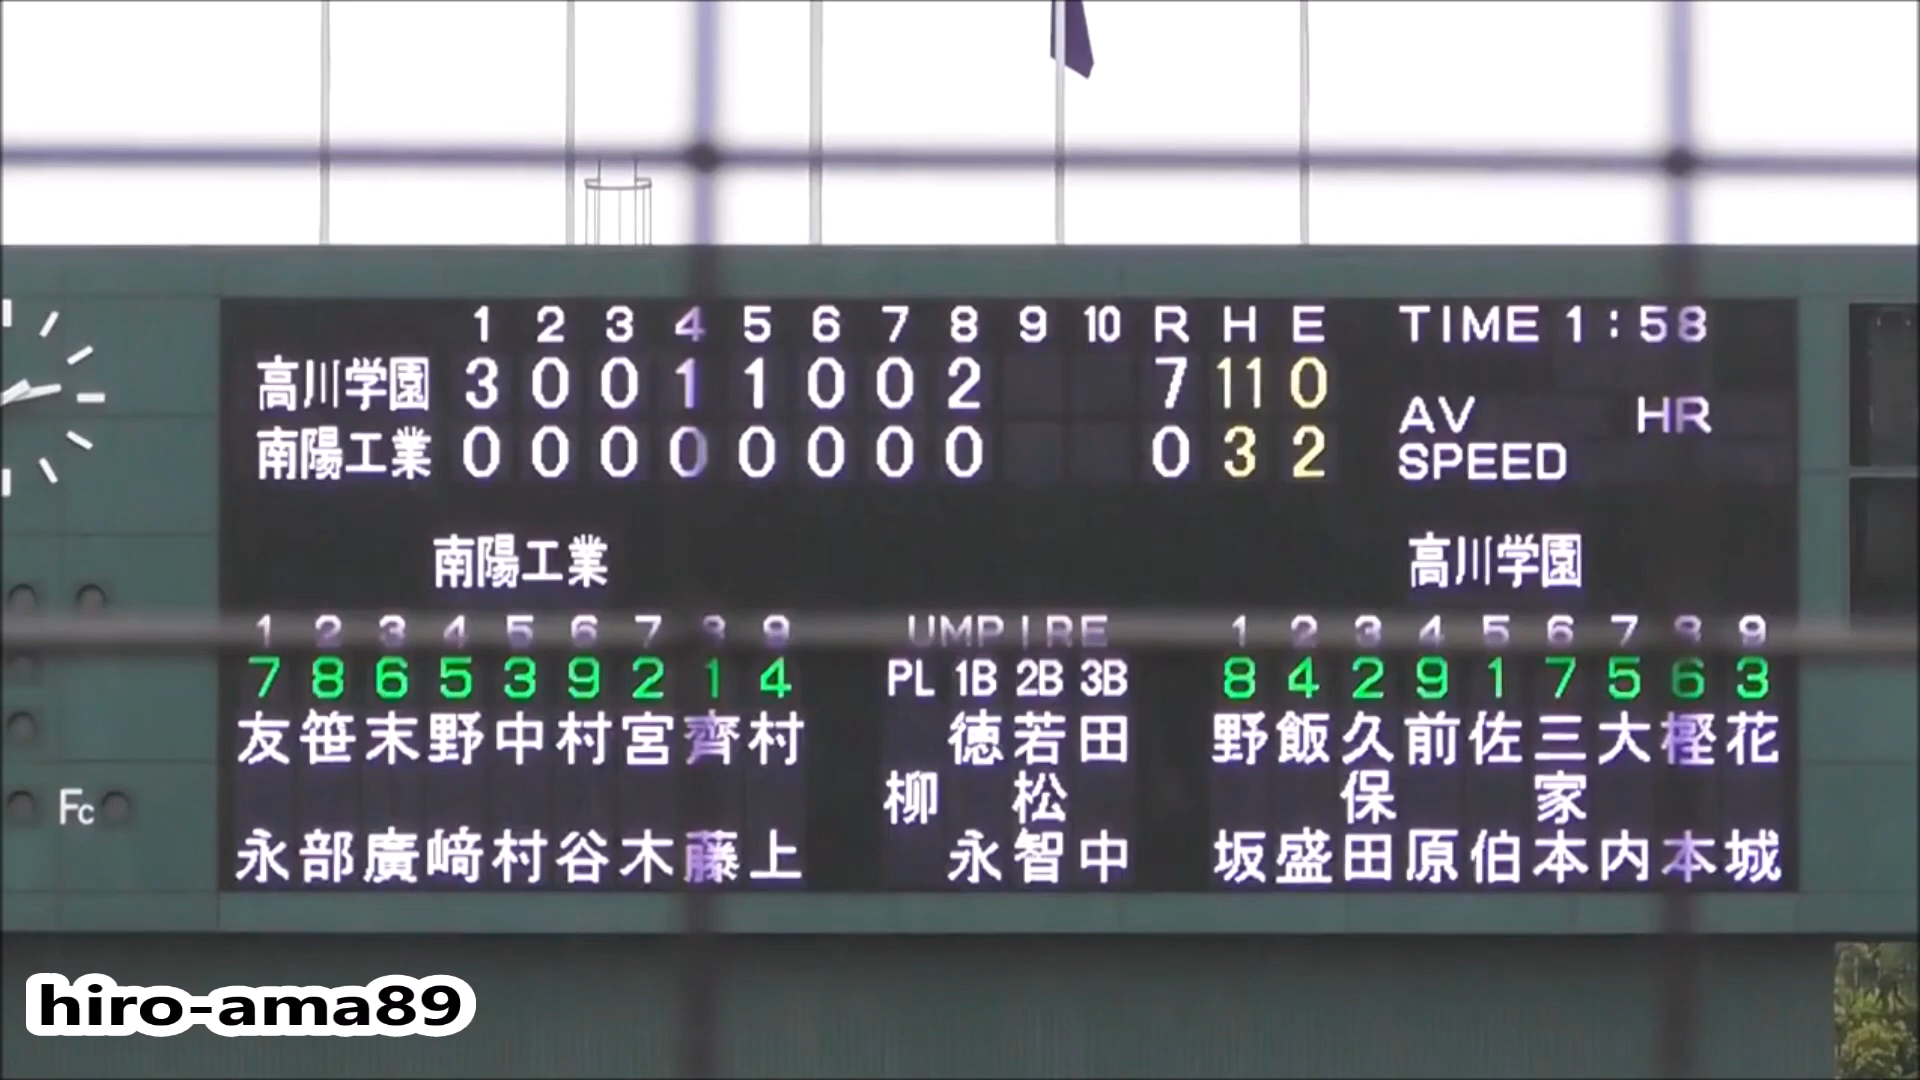 1 2 3 4 5 6 7 8 9 10 R H E TIME 1:58
高川学園 3 0 0 1 1 0 0 2 7 11 0
AV HR
南陽工業 0 0 0 0 0 0 0 0 0 3 2
SPEED
南陽工業 高川学園
1 2 3 4 5 6 7 8 9 UMPIRE 1 2 3 4 5 6 7 8 9
7 8 6 5 3 9 2 1 4 PL 1B 2B 3B 8 4 2 9 1 7 5 6 3
友 笹 末 野 中 村 宮 齊 村 徳 若 田 野 飯 久 前 佐 三 大 樫 花
柳 松 保 家
永 部 廣 﨑 村 谷 木 藤 上 永 智 中 坂 盛 田 原 伯 本 内 本 城
Fc
hiro-ama89